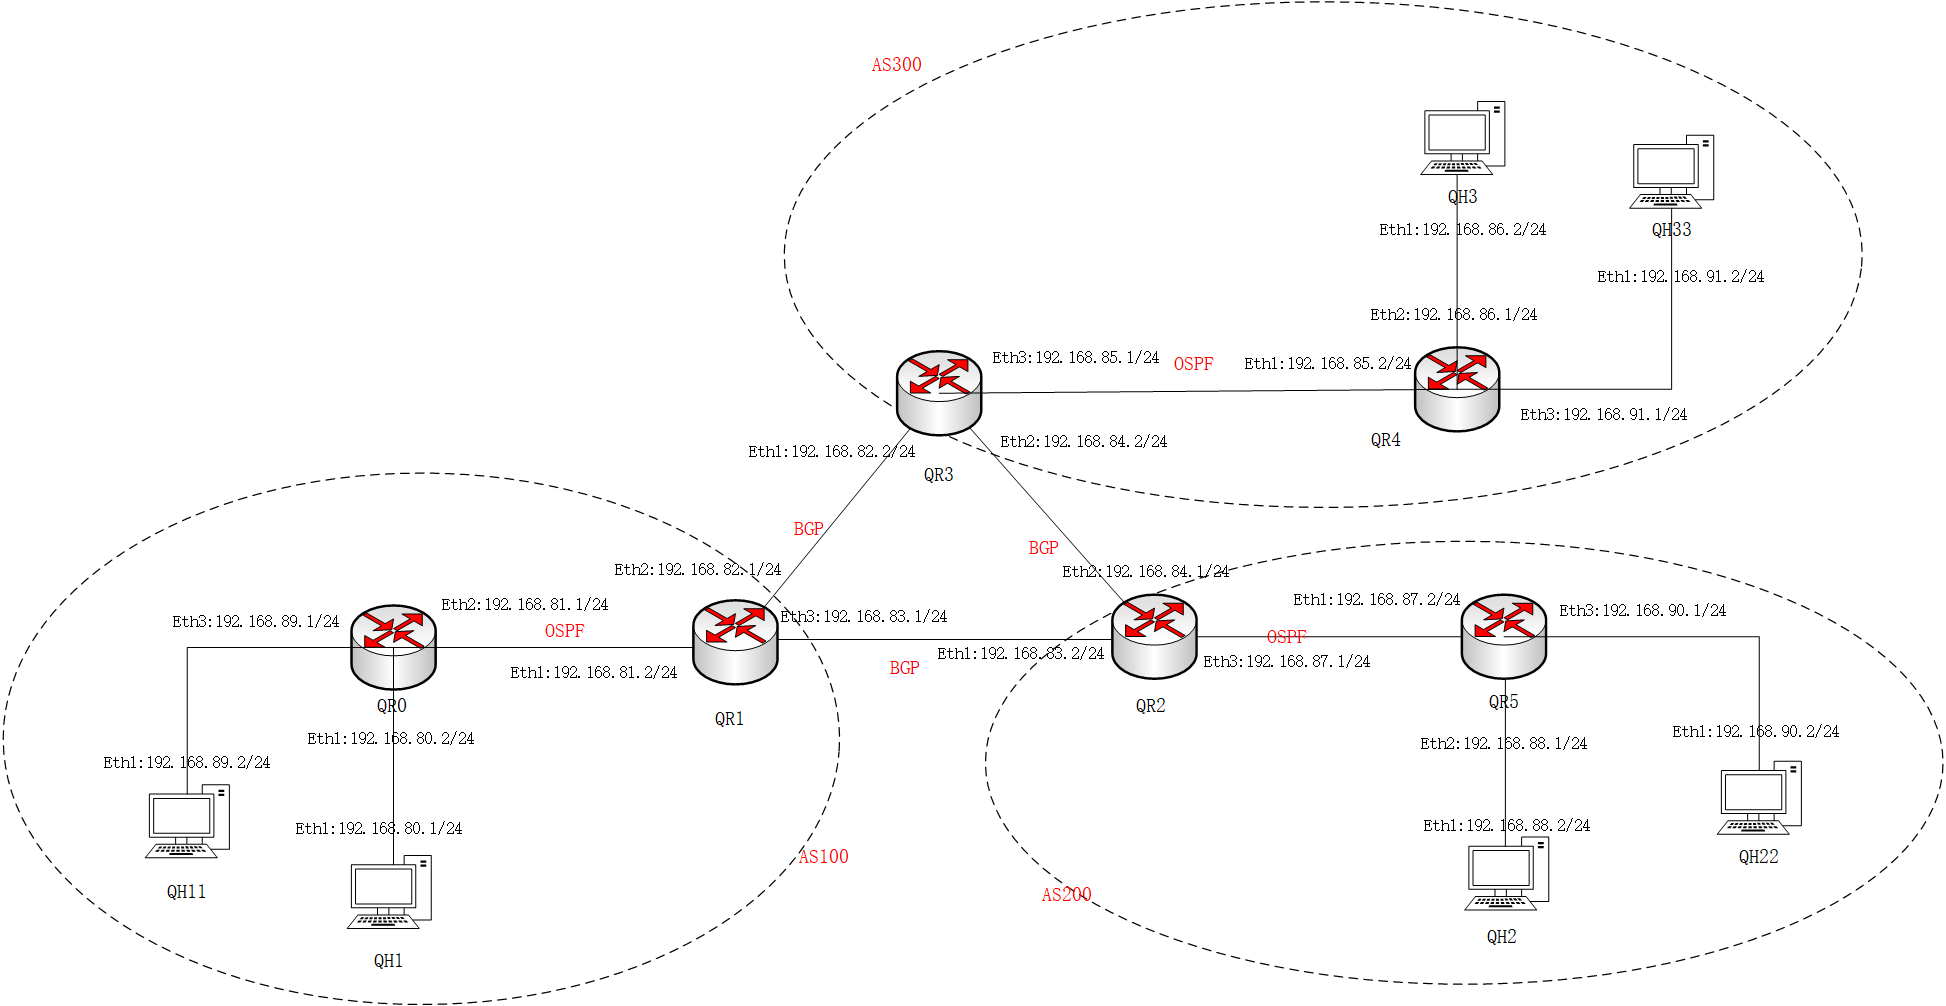 AS300
QH3
Eth1:192.168.86.2/24
QH33
Eth1:192.168.91.2/24
Eth2:192.168.86.1/24
Eth3:192.168.85.1/24
OSPF
Eth1:192.168.85.2/24
Eth3:192.168.91.1/24
QR4
Eth2:192.168.84.2/24
Eth1:192.168.82.2/24
QR3
BGP
BGP
Eth2:192.168.82.1/24
Eth2:192.168.84.1/24
Eth3:192.168.89.1/24
Eth2:192.168.81.1/24
OSPF
Eth3:192.168.83.1/24
Eth1:192.168.87.2/24
Eth3:192.168.90.1/24
OSPF
Eth1:192.168.81.2/24
Eth1:192.168.83.2/24
BGP
Eth3:192.168.87.1/24
QR0
QR1
QR2
QR5
Eth1:192.168.80.2/24
Eth2:192.168.88.1/24
Eth1:192.168.90.2/24
Eth1:192.168.89.2/24
Eth1:192.168.80.1/24
Eth1:192.168.88.2/24
AS100
QH22
QH11
AS200
QH2
QH1